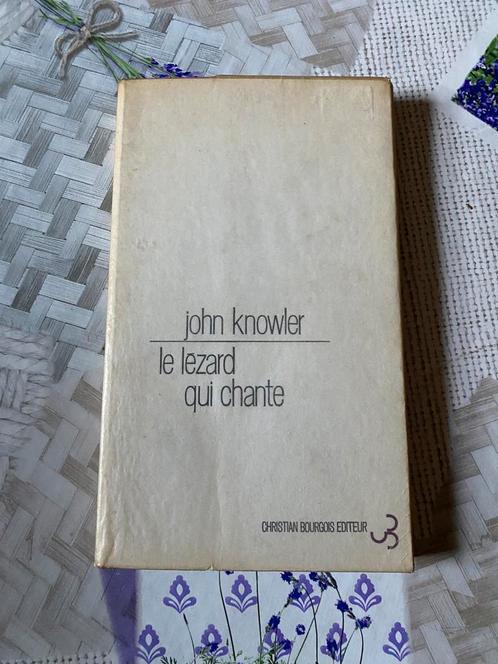 john knowler
le lezard
qui chante
CHRISTIAN BOURGOIS EDITEUR